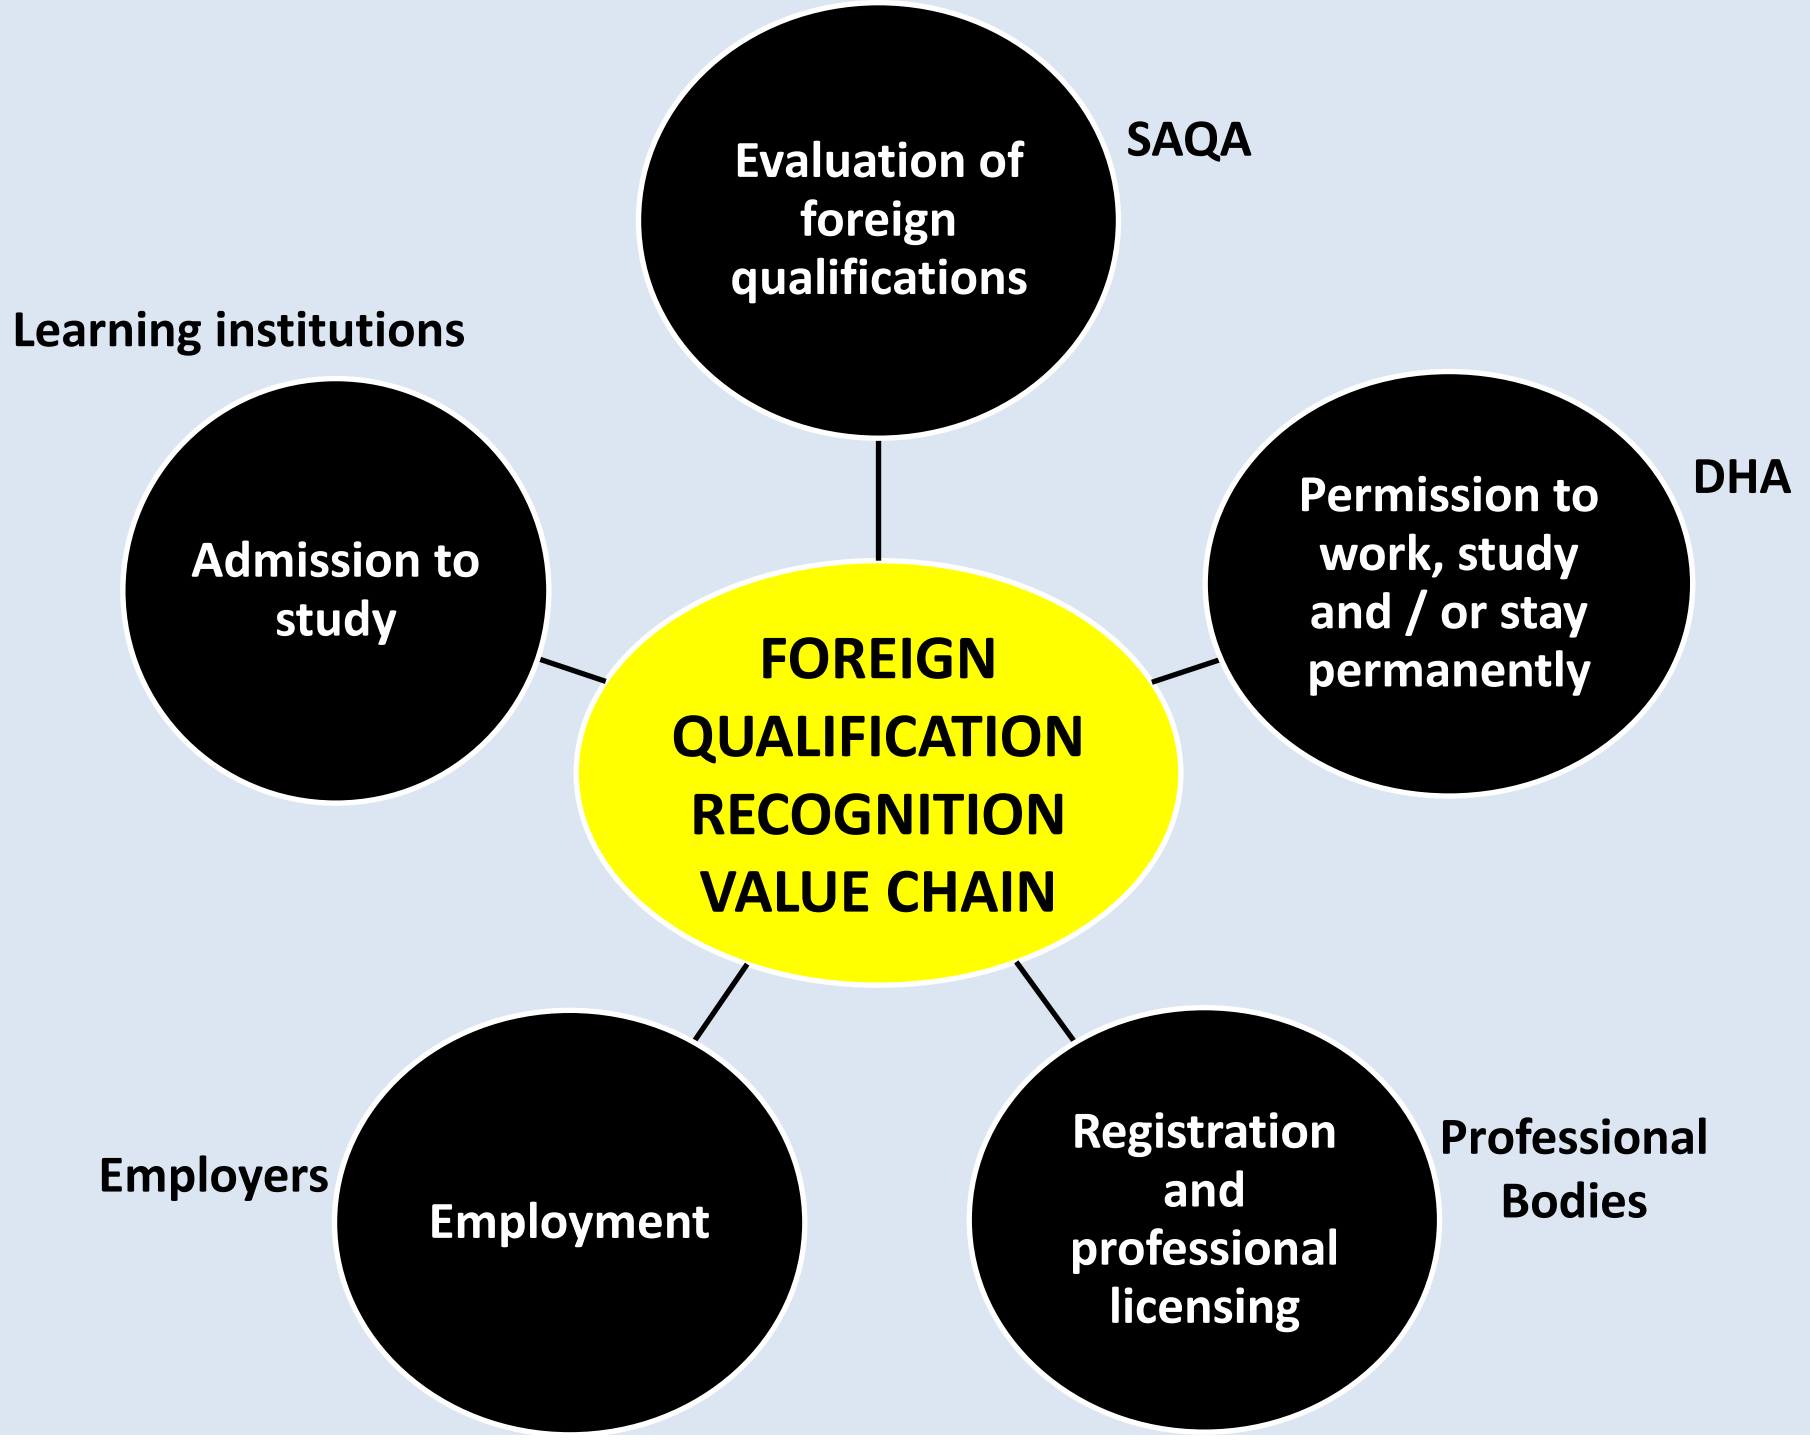 Evaluation of
foreign
qualifications
SAQA
Learning institutions
Admission to
study
Permission to
work, study
and / or stay
permanently
DHA
FOREIGN
QUALIFICATION
RECOGNITION
VALUE CHAIN
Employers
Employment
Registration
and
professional
licensing
Professional
Bodies